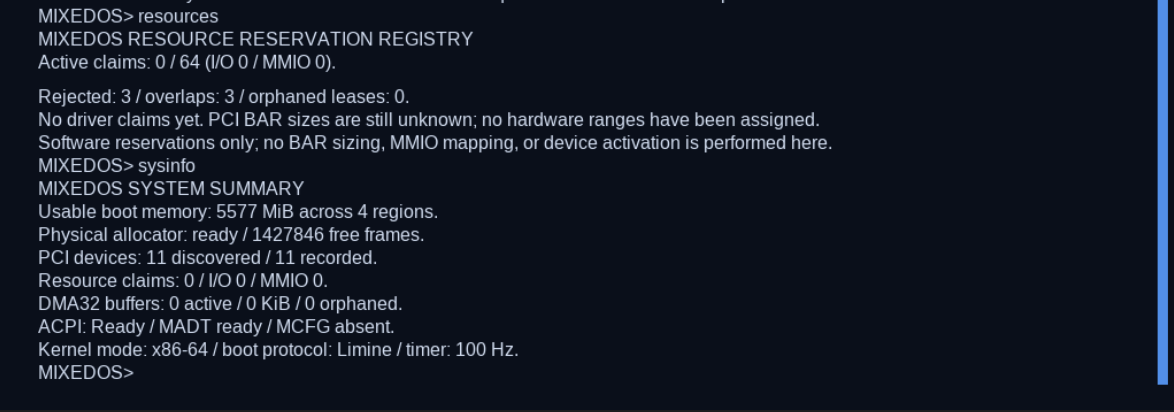 MIXEDOS> resources
MIXEDOS RESOURCE RESERVATION REGISTRY
Active claims: 0 / 64 (I/O 0 / MMIO 0).
Rejected: 3 / overlaps: 3 / orphaned leases: 0.
No driver claims yet. PCI BAR sizes are still unknown; no hardware ranges have been assigned.
Software reservations only; no BAR sizing, MMIO mapping, or device activation is performed here.
MIXEDOS> sysinfo
MIXEDOS SYSTEM SUMMARY
Usable boot memory: 5577 MiB across 4 regions.
Physical allocator: ready / 1427846 free frames.
PCI devices: 11 discovered / 11 recorded.
Resource claims: 0 / I/O 0 / MMIO 0.
DMA32 buffers: 0 active / 0 KiB / 0 orphaned.
ACPI: Ready / MADT ready / MCFG absent.
Kernel mode: x86-64 / boot protocol: Limine / timer: 100 Hz.
MIXEDOS>